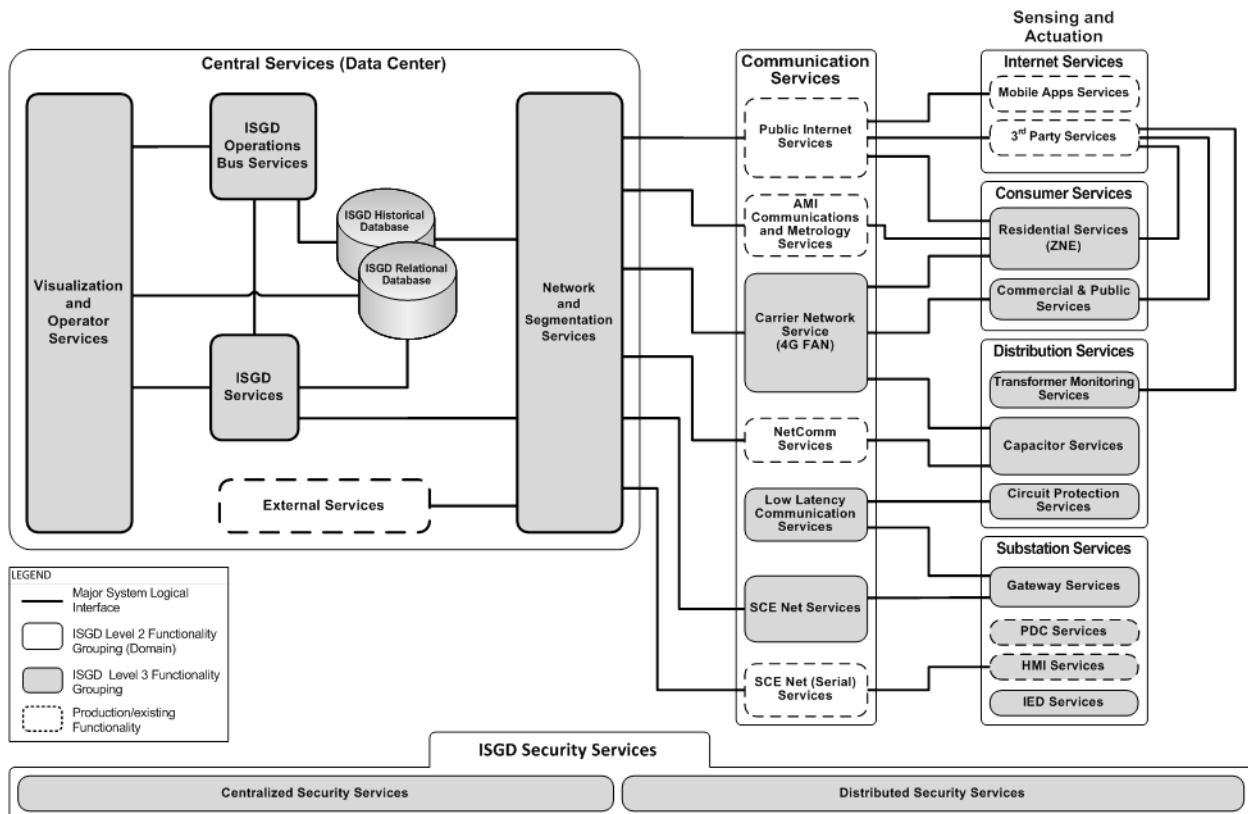 Sensing and
Actuation
Central Services (Data Center)
Visualization
and
Operator
Services
ISGD
Operations
Bus Services
ISGD Historical
Database
ISGD Relational
Database
ISGD
Services
External Services
Network
and
Segmentation
Services
Communication
Services
Public Internet
Services
AMI
Communications
and Metrology
Services
Carrier Network
Service
(4G FAN)
NetComm
Services
Low Latency
Communication
Services
SCE Net Services
SCE Net (Serial)
Services
Internet Services
Mobile Apps Services
3rd Party Services
Consumer Services
Residential Services
(ZNE)
Commercial & Public
Services
Distribution Services
Transformer Monitoring
Services
Capacitor Services
Circuit Protection
Services
Substation Services
Gateway Services
PDC Services
HMI Services
IED Services
LEGEND
Major System Logical
Interface
ISGD Level 2 Functionality
Grouping (Domain)
ISGD Level 3 Functionality
Grouping
Production/existing
Functionality
ISGD Security Services
Centralized Security Services
Distributed Security Services